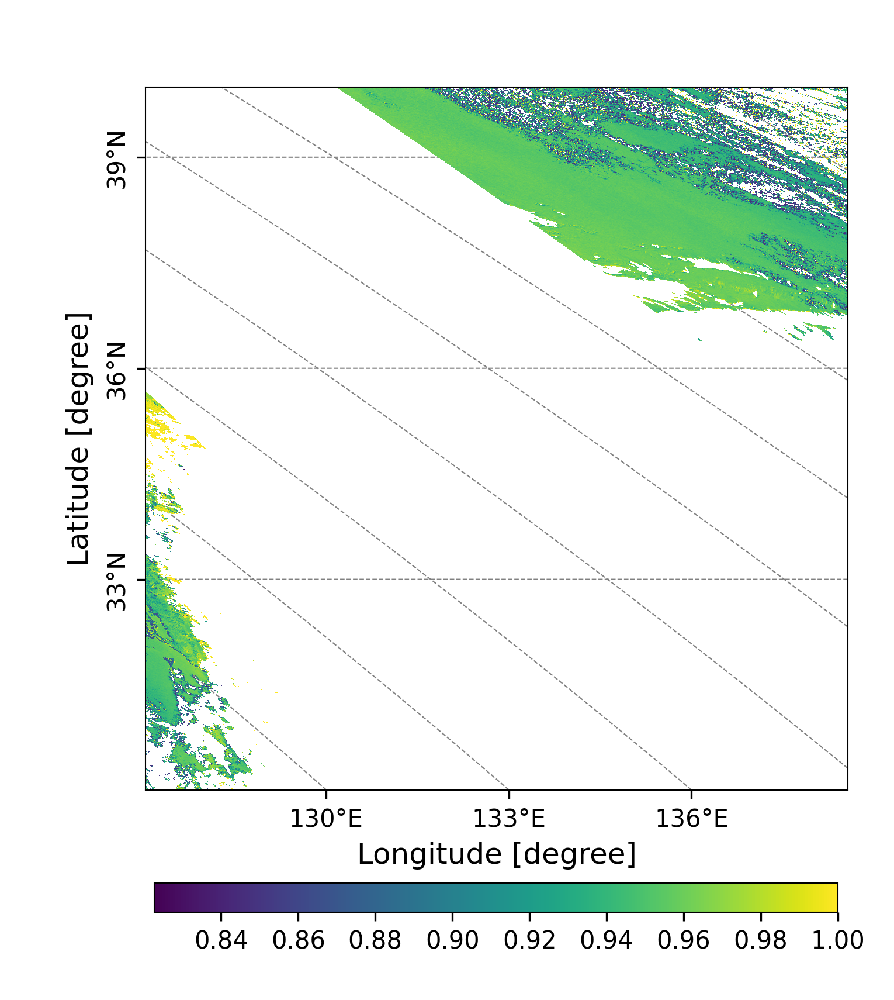 39°N
36°N
33°N
Latitude [degree]
130°E 133°E 136°E
Longitude [degree]
0.84 0.86 0.88 0.90 0.92 0.94 0.96 0.98 1.00